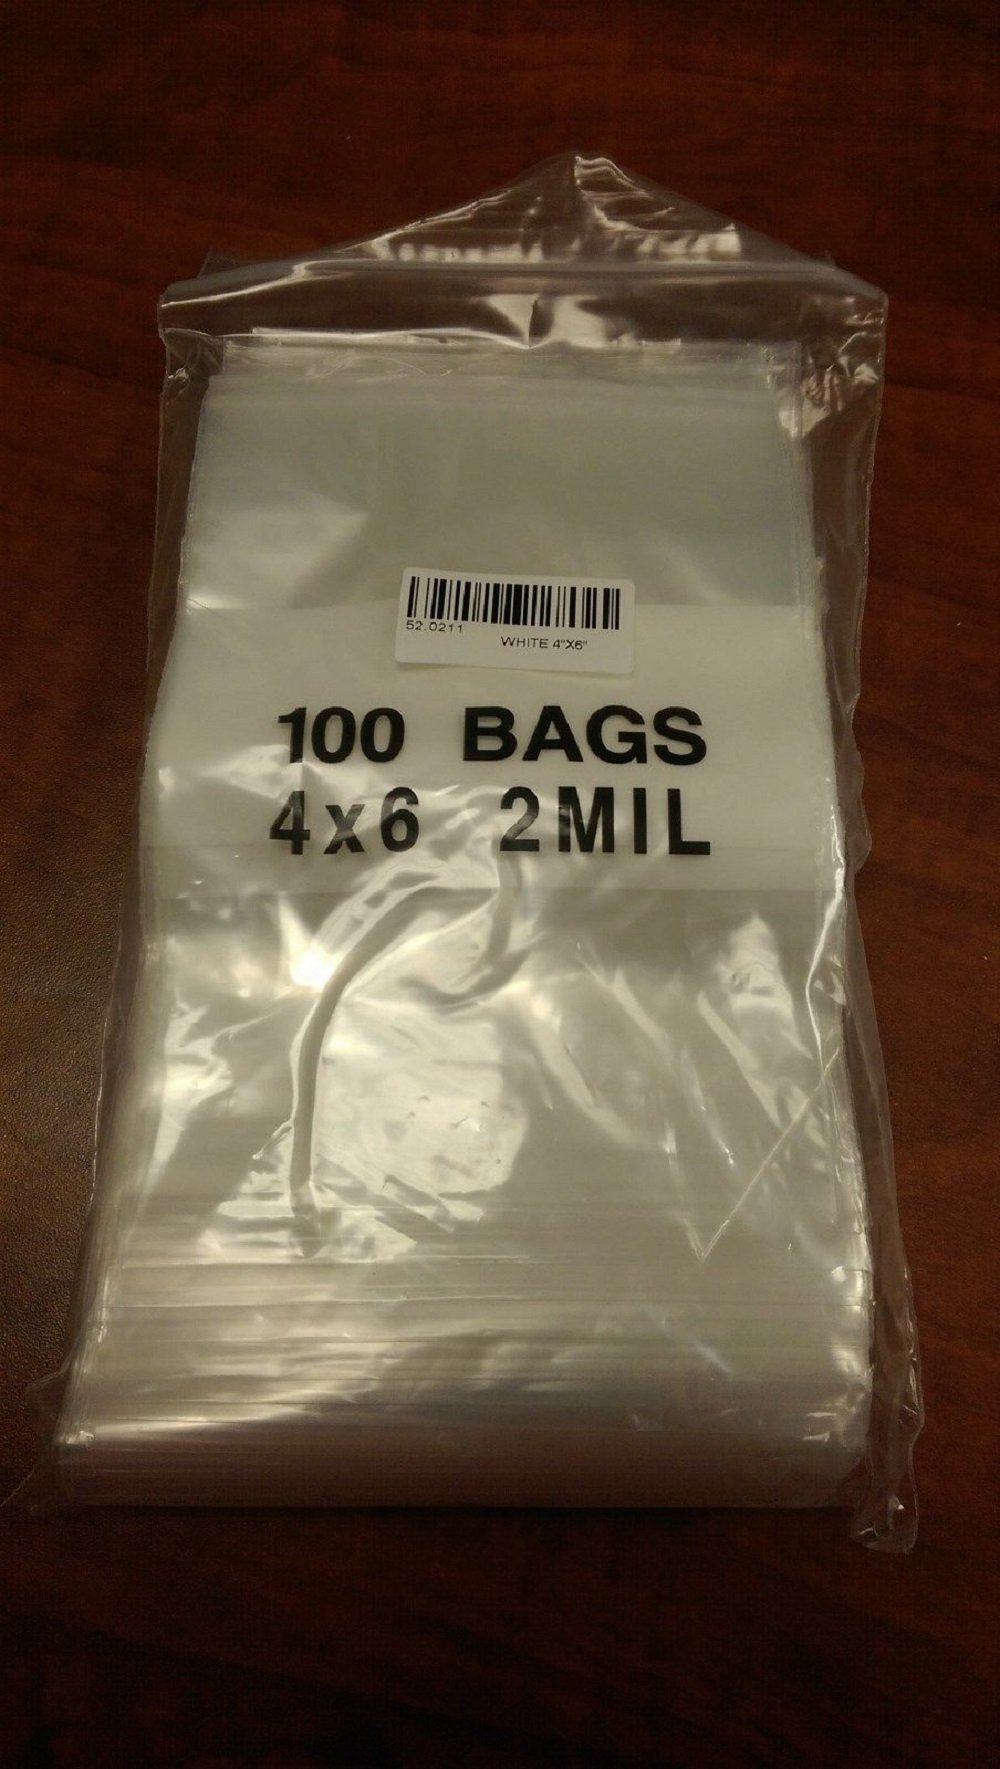 52.0211
WHITE 4"X6"
100 BAGS
4x6 2MIL